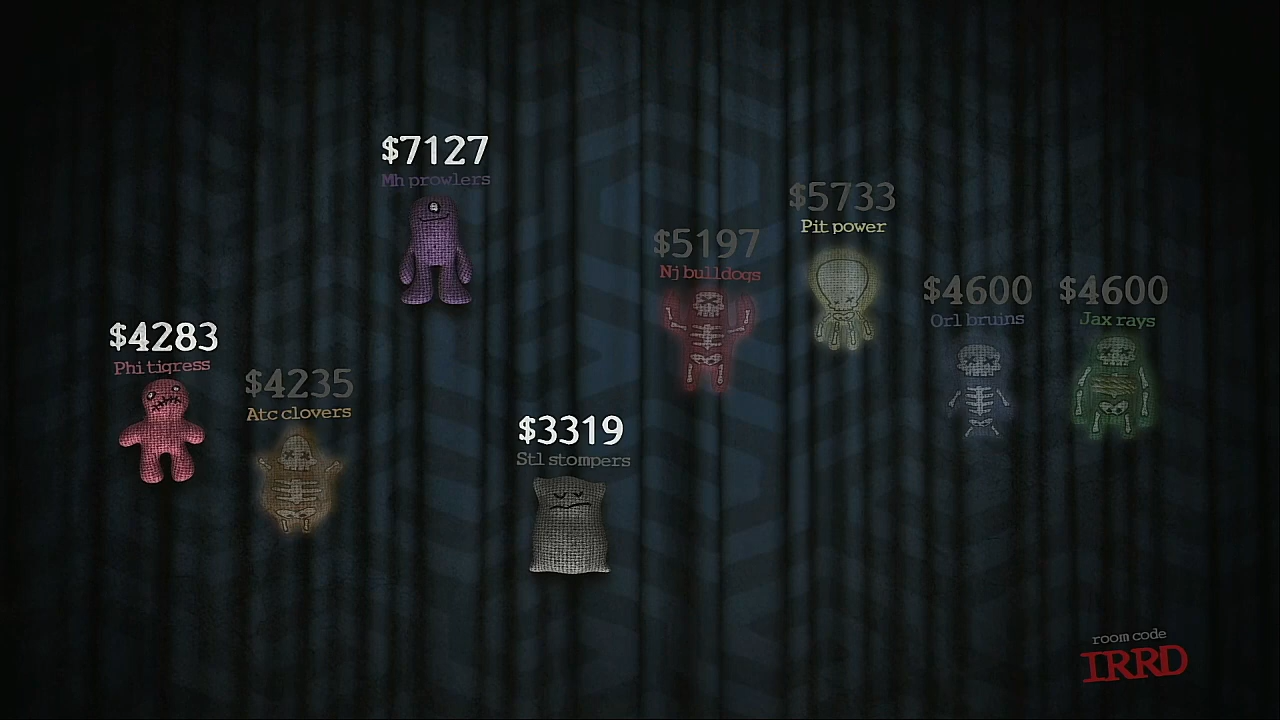 $4283
Phi tigress
$4235
Atc clovers
$7127
Mh prowlers
$3319
Stl stompers
$5197
Nj bulldogs
$5733
Pit power
$4600
Orl bruins
$4600
Jax rays
room code
IRRD